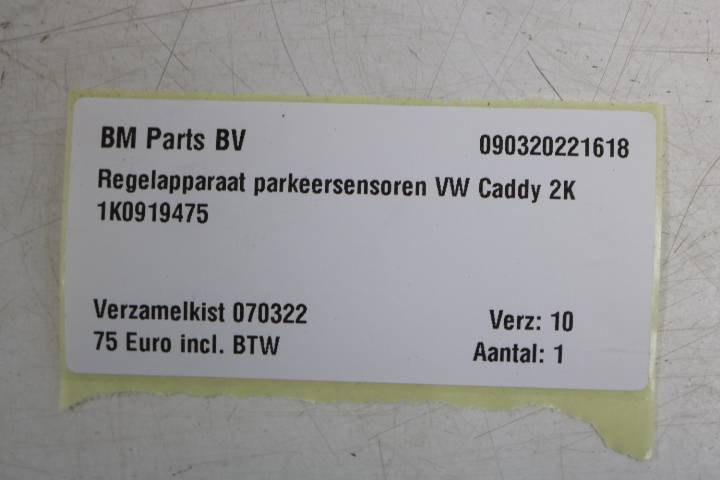 BM Parts BV 090320221618
Regelapparaat parkeersensoren VW Caddy 2K
1K0919475
Verzamelkist 070322 Verz: 10
75 Euro incl. BTW Aantal: 1